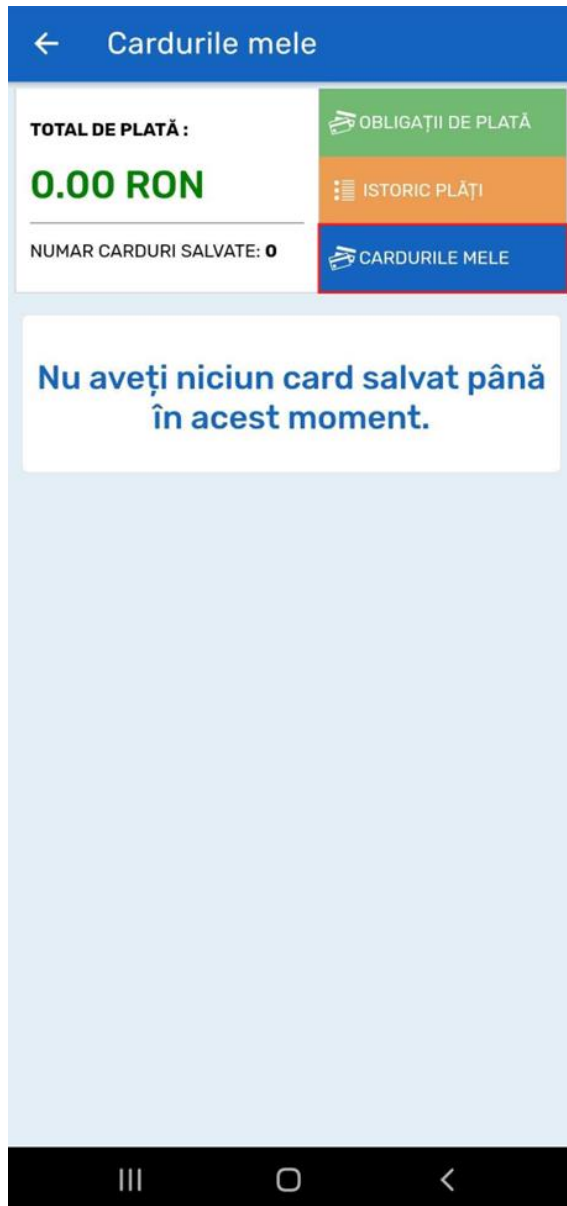 Cardurile mele
TOTAL DE PLATĂ :
0.00 RON
NUMAR CARDURI SALVATE: 0
OBLIGAȚII DE PLATĂ
ISTORIC PLĂȚI
CARDURILE MELE
Nu aveți niciun card salvat până
în acest moment.